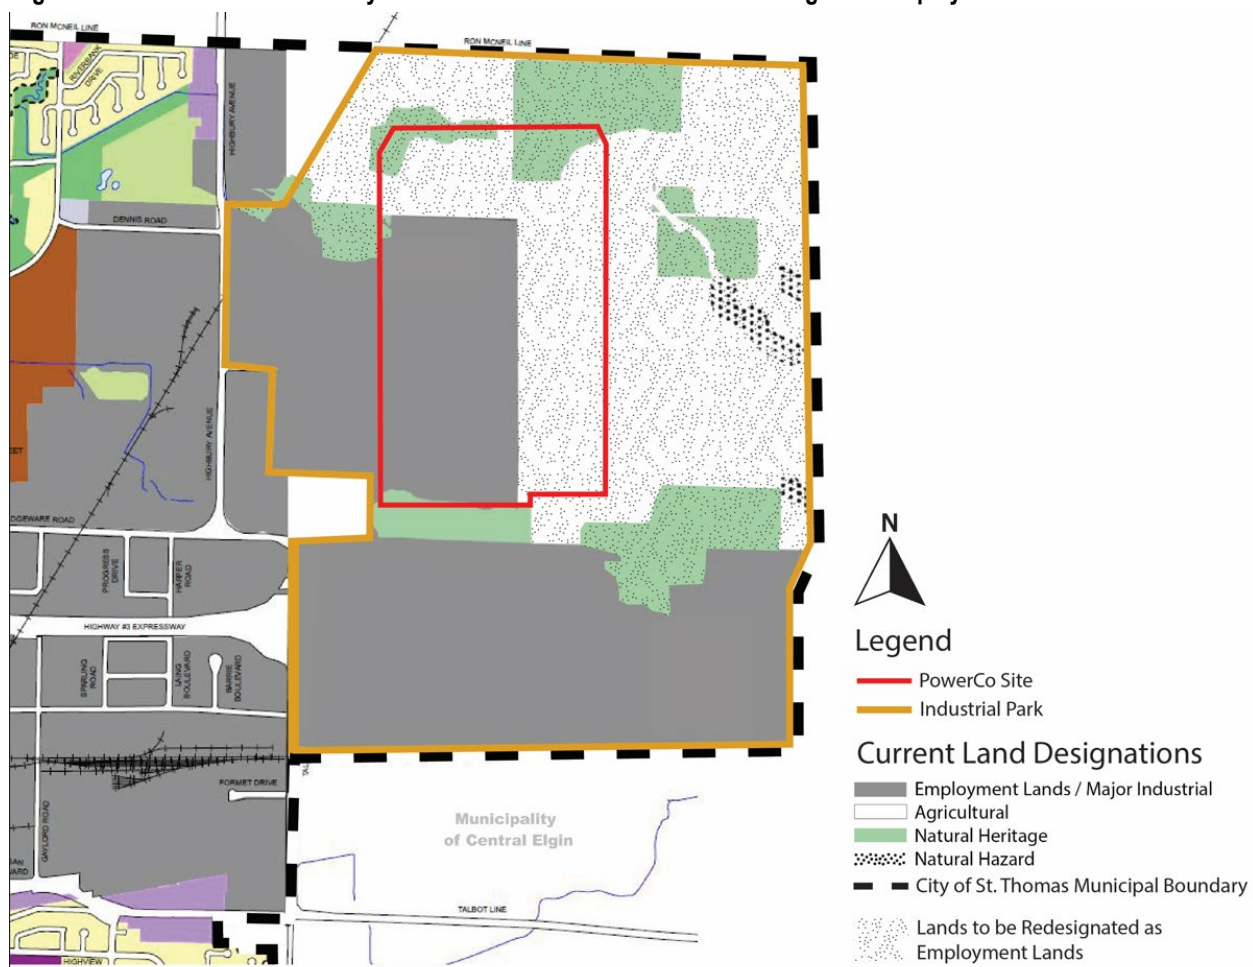 RON MCNEIL LINE
RON MCNEIL LINE
RIVERBANK
DRIVE
HIGHBURY AVENUE
DENNIS ROAD
HIGHBURY AVENUE
DGEWARE ROAD
PROGRESS
DRIVE
HARPER
ROAD
HIGHWAY #3 EXPRESSWAY
SPARLING
ROAD
LAING
BOULEVARD
BARRIE
BOULEVARD
FORMET DRIVE
GAYLORD ROAD
TALBOT LINE
HIGHVIEW
Municipality
of Central Elgin
N
Legend
PowerCo Site
Industrial Park
Current Land Designations
Employment Lands / Major Industrial
Agricultural
Natural Heritage
Natural Hazard
City of St. Thomas Municipal Boundary
Lands to be Redesignated as
Employment Lands